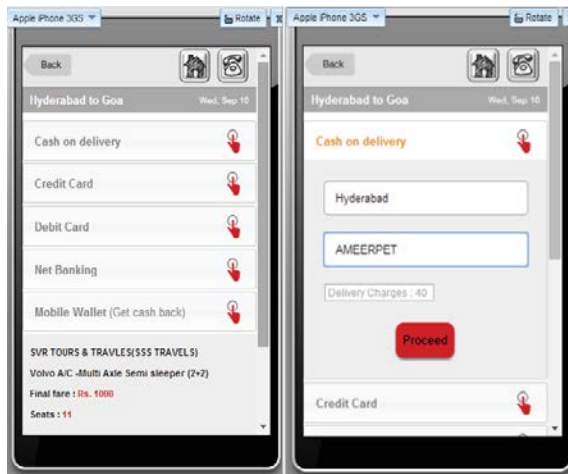 Apple iPhone 3GS
Rotate
Back
Hyderabad to Goa
Wed, Sep 10
Cash on delivery
Credit Card
Debit Card
Net Banking
Mobile Wallet (Get cash back)
SVR TOURS & TRAVLES(SSS TRAVELS)
Volvo A/C -Multi Axle Semi sleeper (2+2)
Final fare : Rs. 1000
Seats : 11
Apple iPhone 3GS
Rotate
Back
Hyderabad to Goa
Wed, Sep 10
Cash on delivery
Hyderabad
AMEERPET
Delivery Charges : 40
Proceed
Credit Card